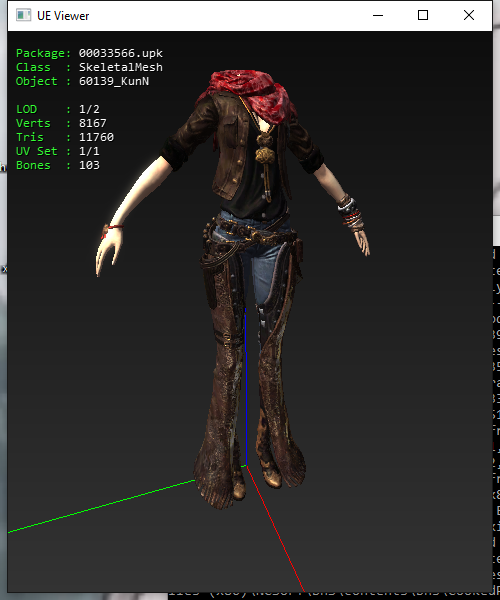 UE Viewer
Package: 00033566.upk
Class : SkeletalMesh
Object : 60139_KunN
LOD : 1/2
Verts : 8167
Tris : 11760
UV Set : 1/1
Bones : 103